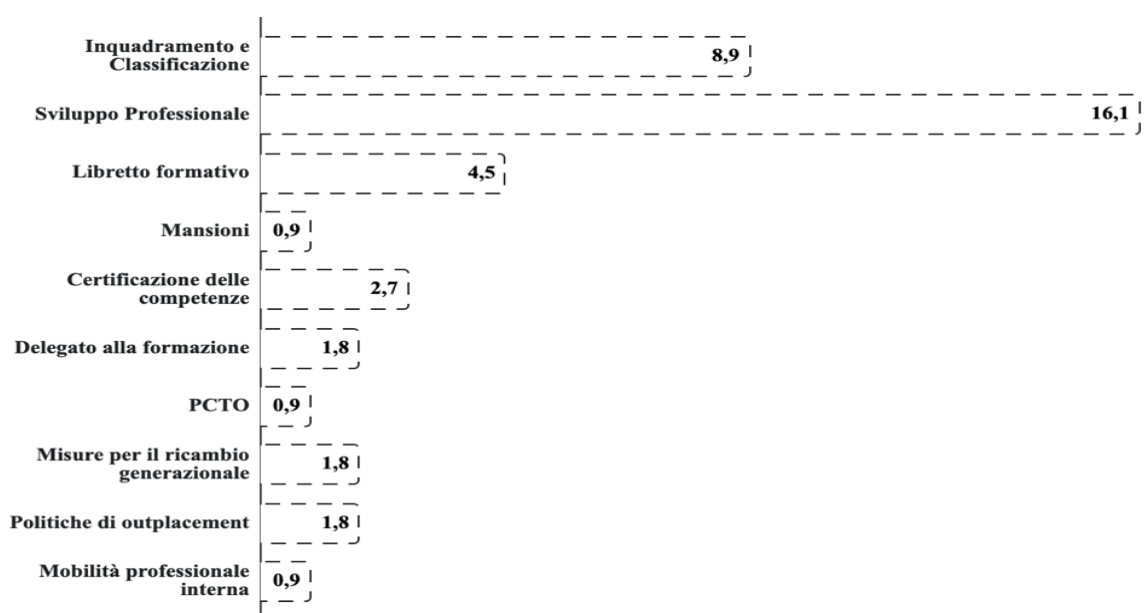 Inquadramento e
Classificazione
8,9
Sviluppo Professionale
16,1
Libretto formativo
4,5
Mansioni
0,9
Certificazione delle
competenze
2,7
Delegato alla formazione
1,8
PCTO
0,9
Misure per il ricambio
generazionale
1,8
Politiche di outplacement
1,8
Mobilità professionale
interna
0,9